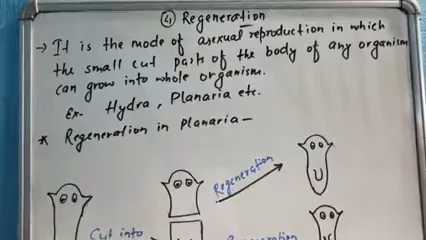 ④ Regeneration
→ It is the mode of asexual reproduction in which
the small cut parts of the body of any organism
can grow into whole organism.
Ex- Hydra, Planaria etc.
* Regeneration in Planaria –
Regeneration
Cut into
Regeneration